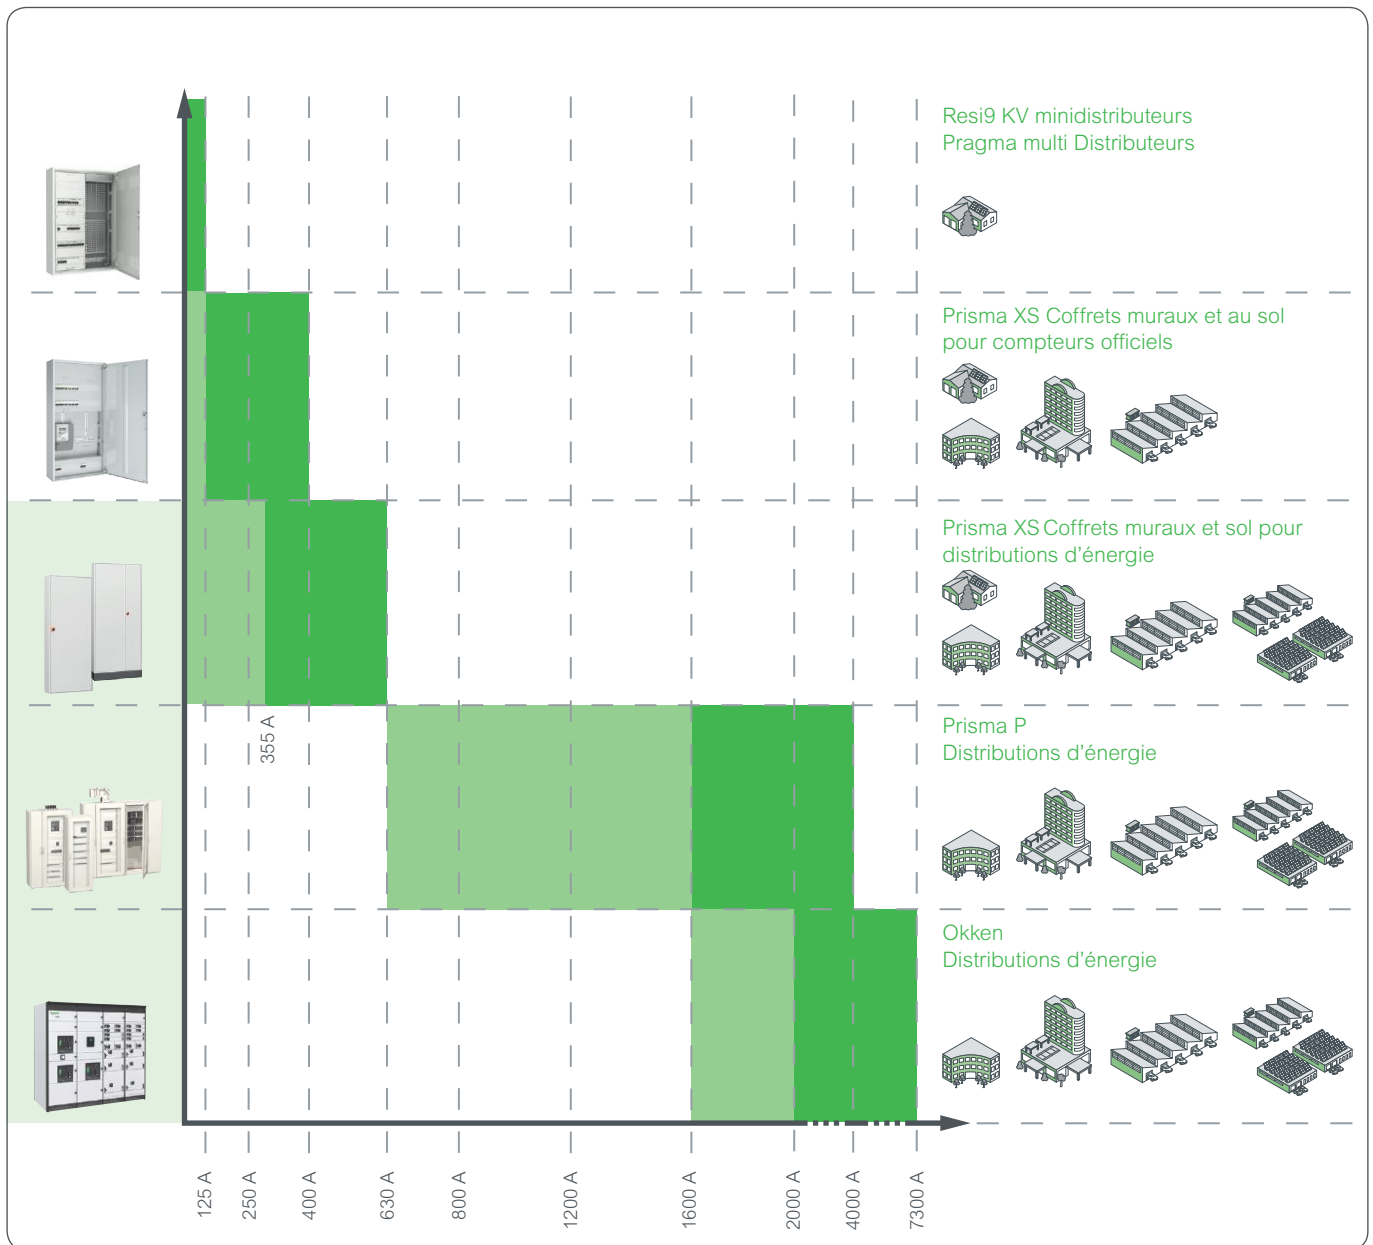 Resi9 KV minidistributeurs
Pragma multi Distributeurs
Prisma XS Coffrets muraux et au sol
pour compteurs officiels
Prisma XS Coffrets muraux et sol pour
distributions d'énergie
355 A
Prisma P
Distributions d'énergie
Okken
Distributions d'énergie
125 A
250 A
400 A
630 A
800 A
1200 A
1600 A
2000 A
4000 A
7300 A